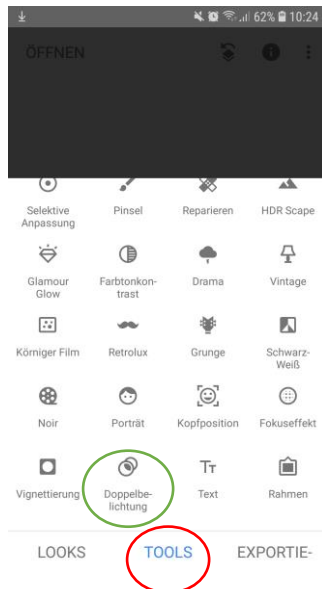 62% 10:24
ÖFFNEN
Selektive Anpassung
Pinsel
Reparieren
HDR Scape
Glamour Glow
Farbtonkon-
trast
Drama
Vintage
Körniger Film
Retrolux
Grunge
Schwarz-
Weiß
Noir
Porträt
Kopfposition
Fokuseffekt
Vignettierung
Doppelbe-
lichtung
Text
Rahmen
LOOKS
TOOLS
EXPORTIE-